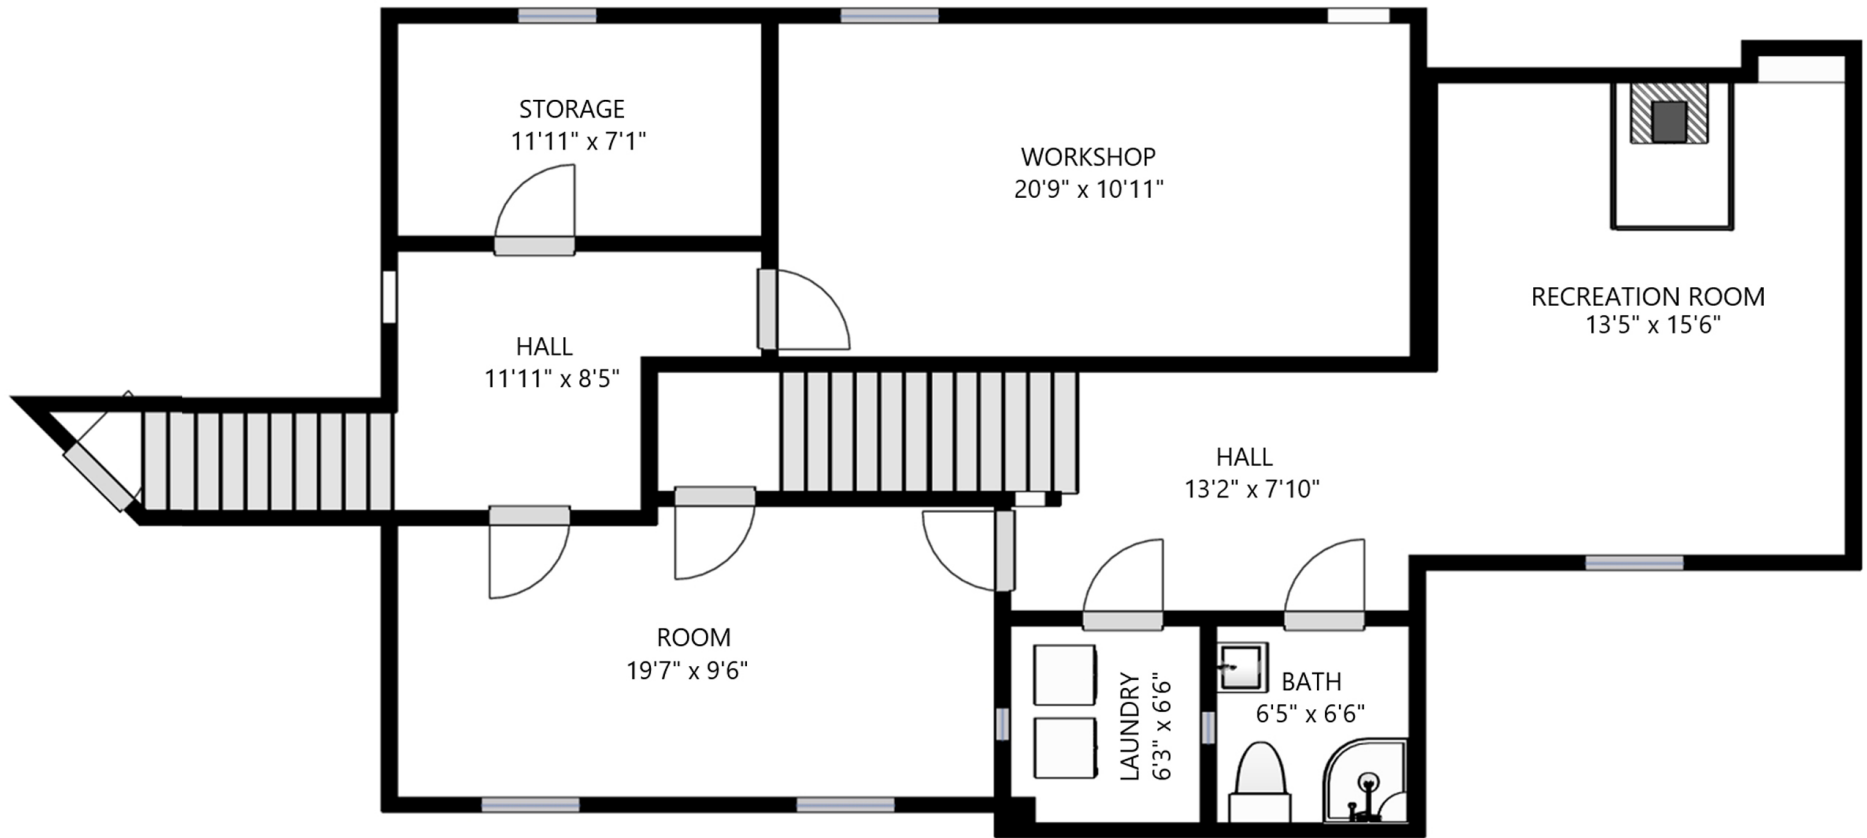 STORAGE
11'11" x 7'1"
WORKSHOP
20'9" x 10'11"
RECREATION ROOM
13'5" x 15'6"
HALL
11'11" x 8'5"
HALL
13'2" x 7'10"
ROOM
19'7" x 9'6"
LAUNDRY
6'3" x 6'6"
BATH
6'5" x 6'6"